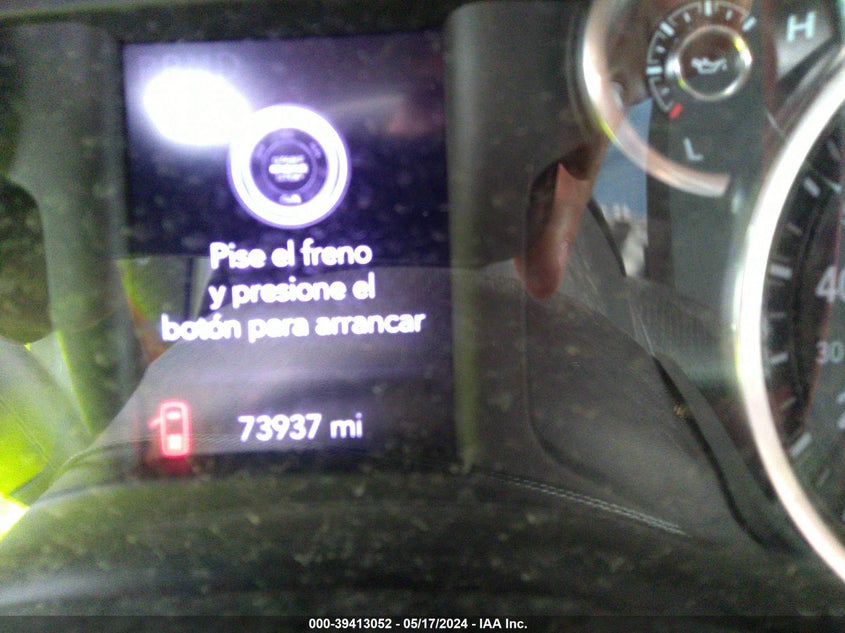 H
L
Pise el freno
y presione el
botón para arrancar
40
30
73937 mi
000-39413052 - 05/17/2024 - IAA Inc.